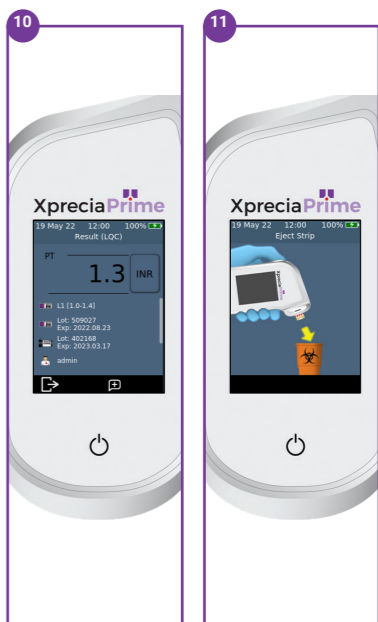 10
XpreciaPrime
19 May 22 12:00 100%
Result (LQC)
PT
1.3 INR
L1 [1.0-1.4]
Lot: 509027
Exp: 2022.08.23
Lot: 402168
Exp: 2023.03.17
admin
11
XpreciaPrime
19 May 22 12:00 100%
Eject Strip
XpreciaPrime